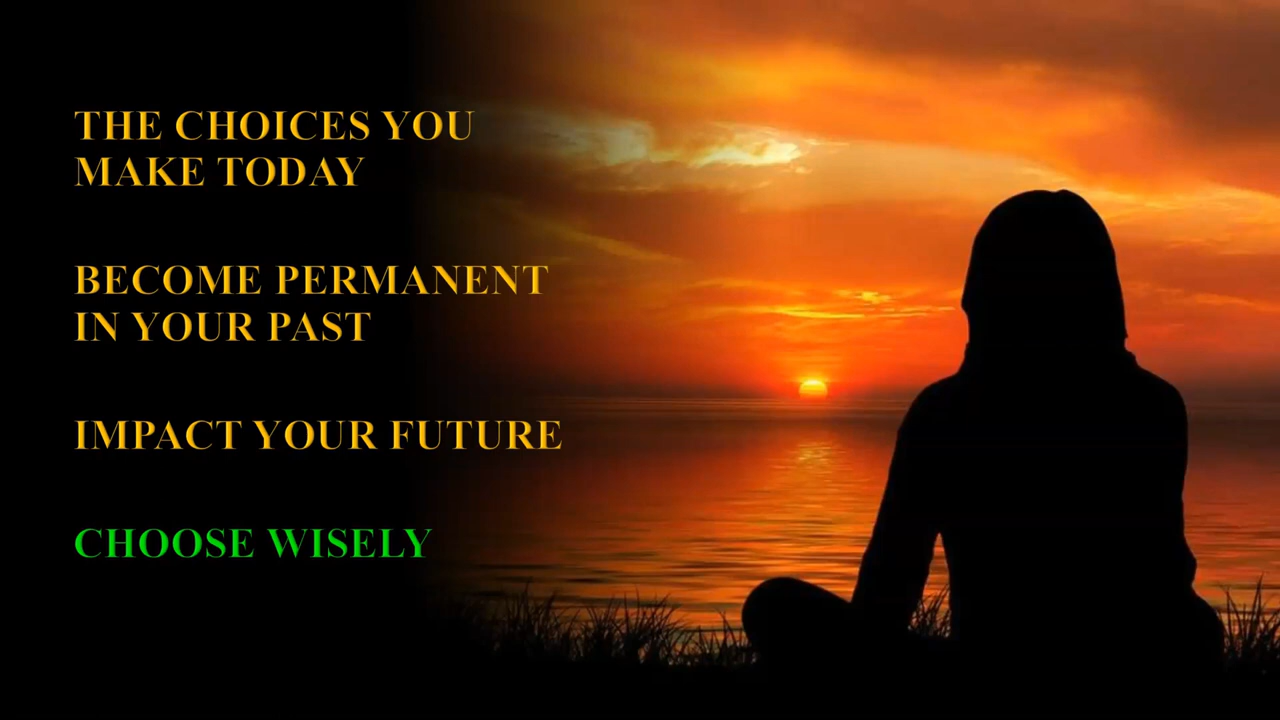 THE CHOICES YOU
MAKE TODAY
BECOME PERMANENT
IN YOUR PAST
IMPACT YOUR FUTURE
CHOOSE WISELY